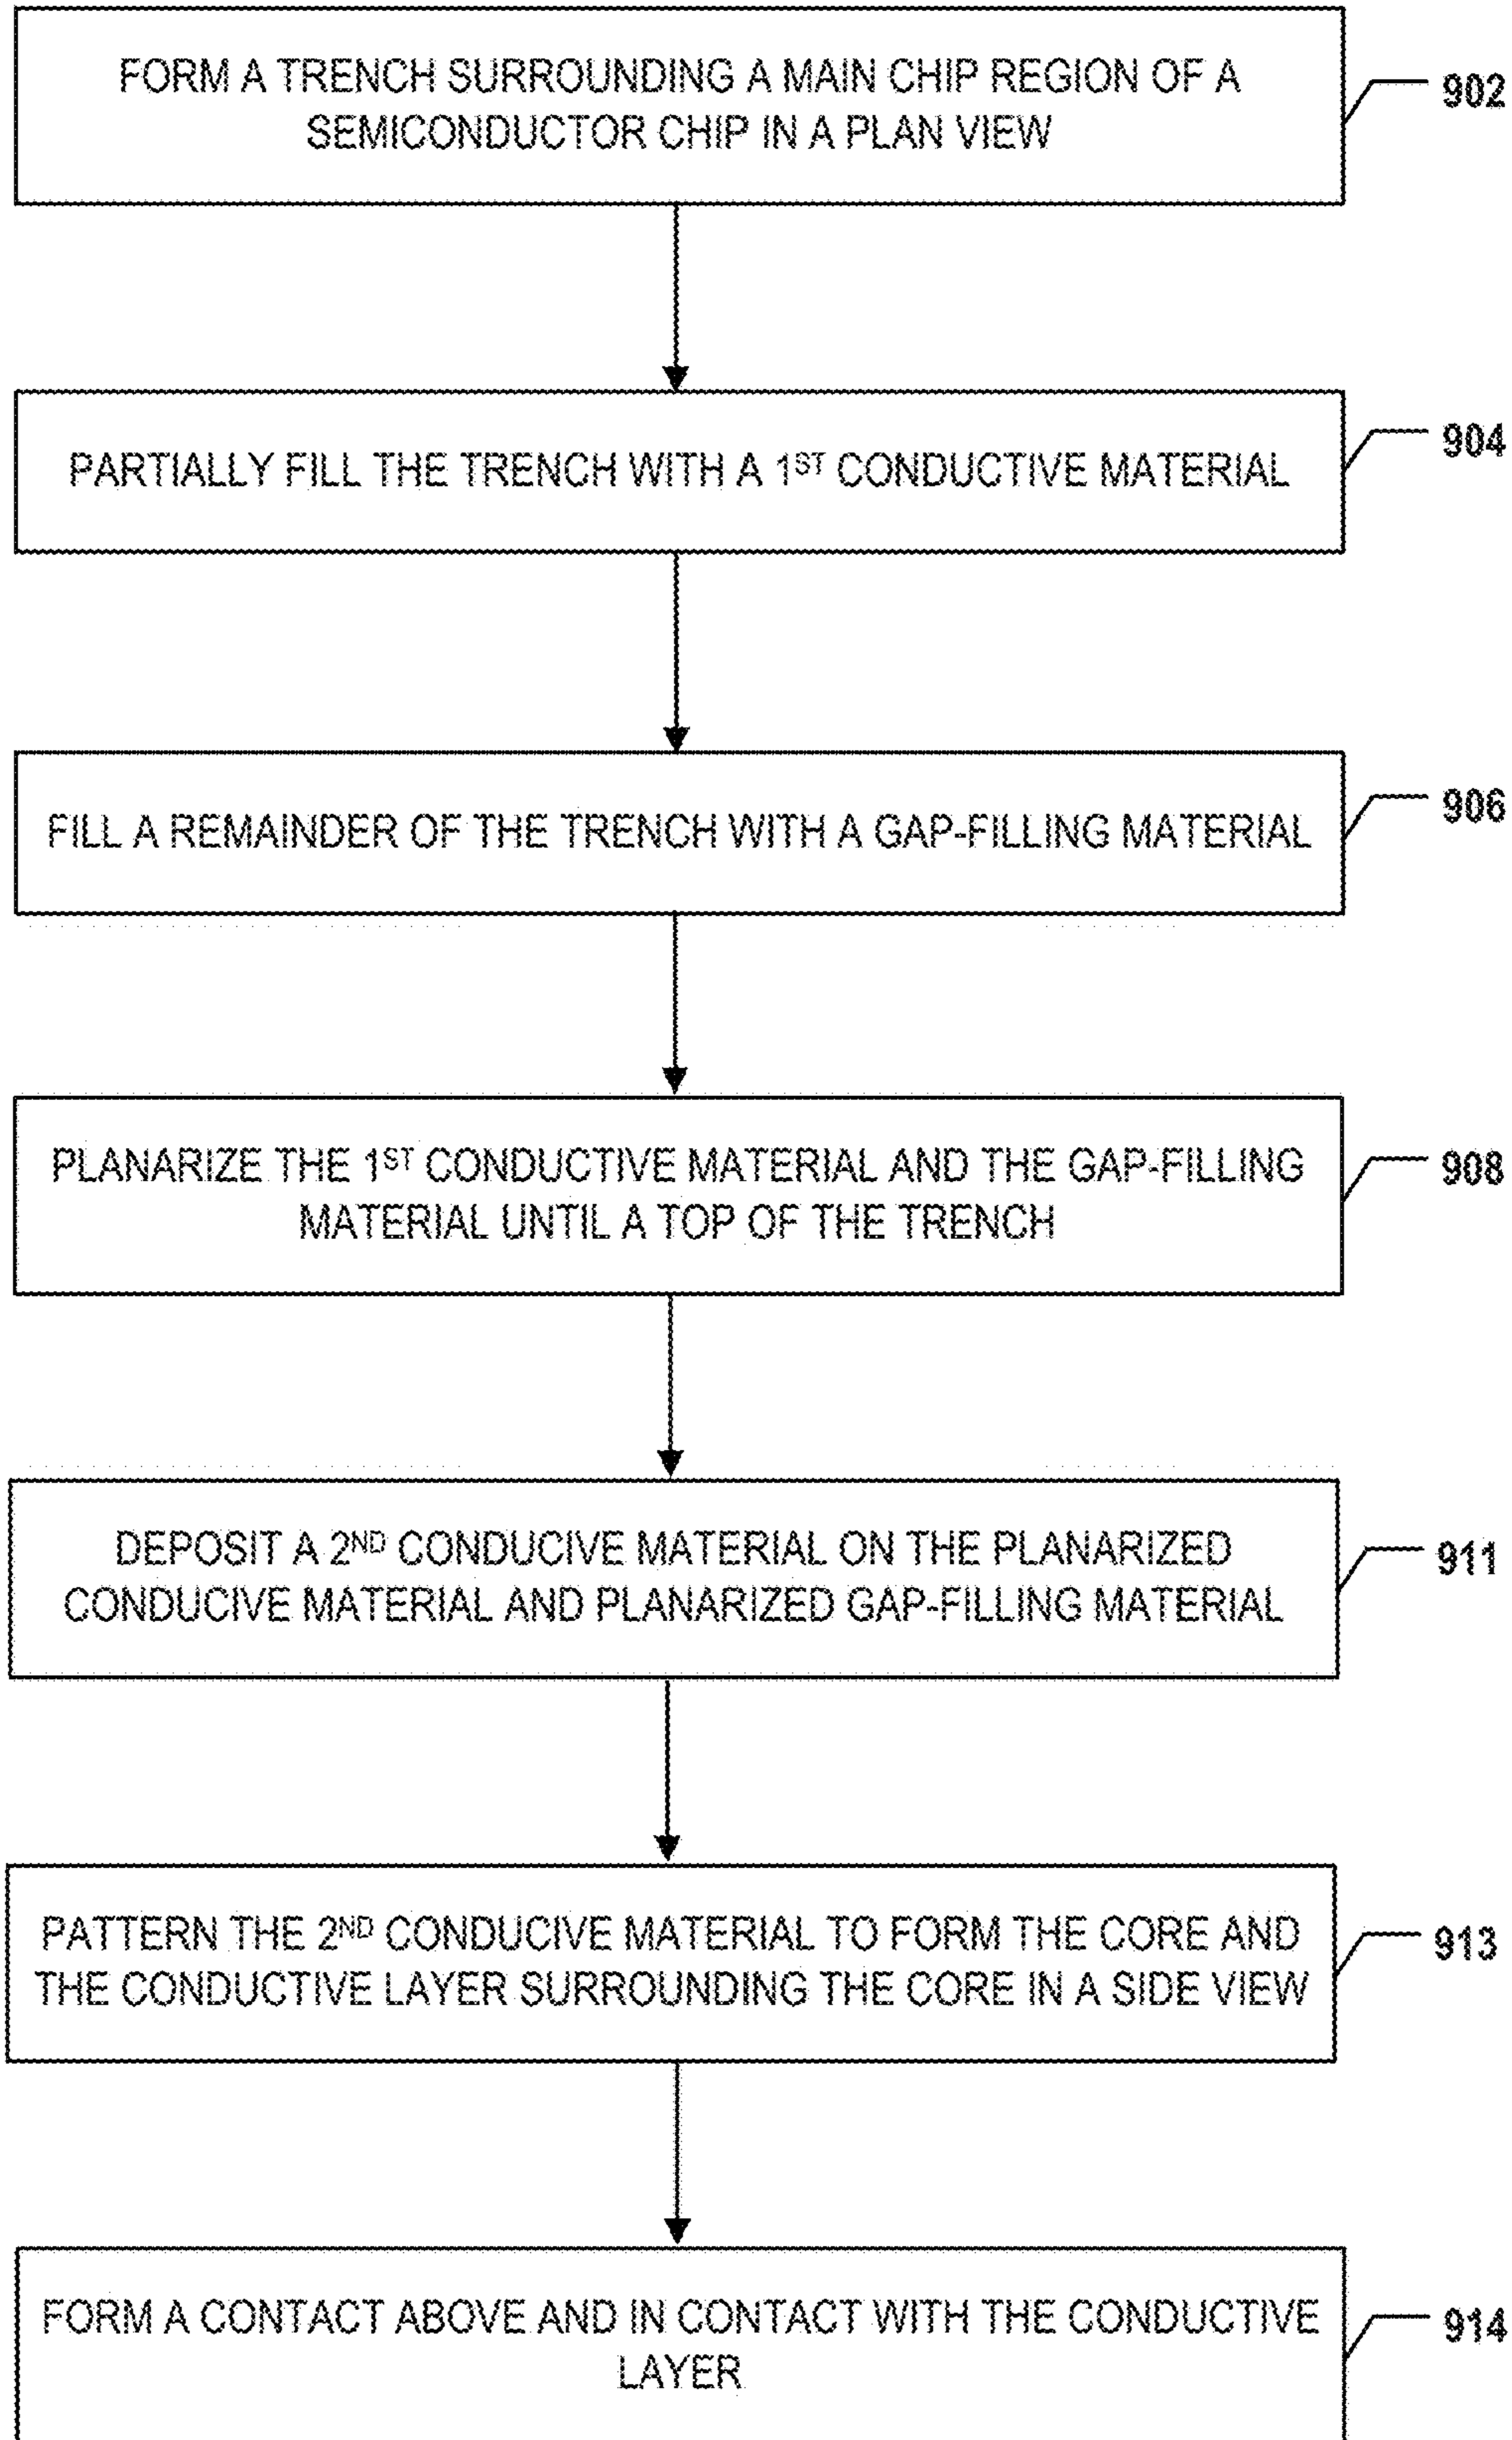 FORM A TRENCH SURROUNDING A MAIN CHIP REGION OF A
SEMICONDUCTOR CHIP IN A PLAN VIEW
902
PARTIALLY FILL THE TRENCH WITH A 1ST CONDUCTIVE MATERIAL
904
FILL A REMAINDER OF THE TRENCH WITH A GAP-FILLING MATERIAL
906
PLANARIZE THE 1ST CONDUCTIVE MATERIAL AND THE GAP-FILLING
MATERIAL UNTIL A TOP OF THE TRENCH
908
DEPOSIT A 2ND CONDUCIVE MATERIAL ON THE PLANARIZED
CONDUCIVE MATERIAL AND PLANARIZED GAP-FILLING MATERIAL
911
PATTERN THE 2ND CONDUCIVE MATERIAL TO FORM THE CORE AND
THE CONDUCTIVE LAYER SURROUNDING THE CORE IN A SIDE VIEW
913
FORM A CONTACT ABOVE AND IN CONTACT WITH THE CONDUCTIVE
LAYER
914